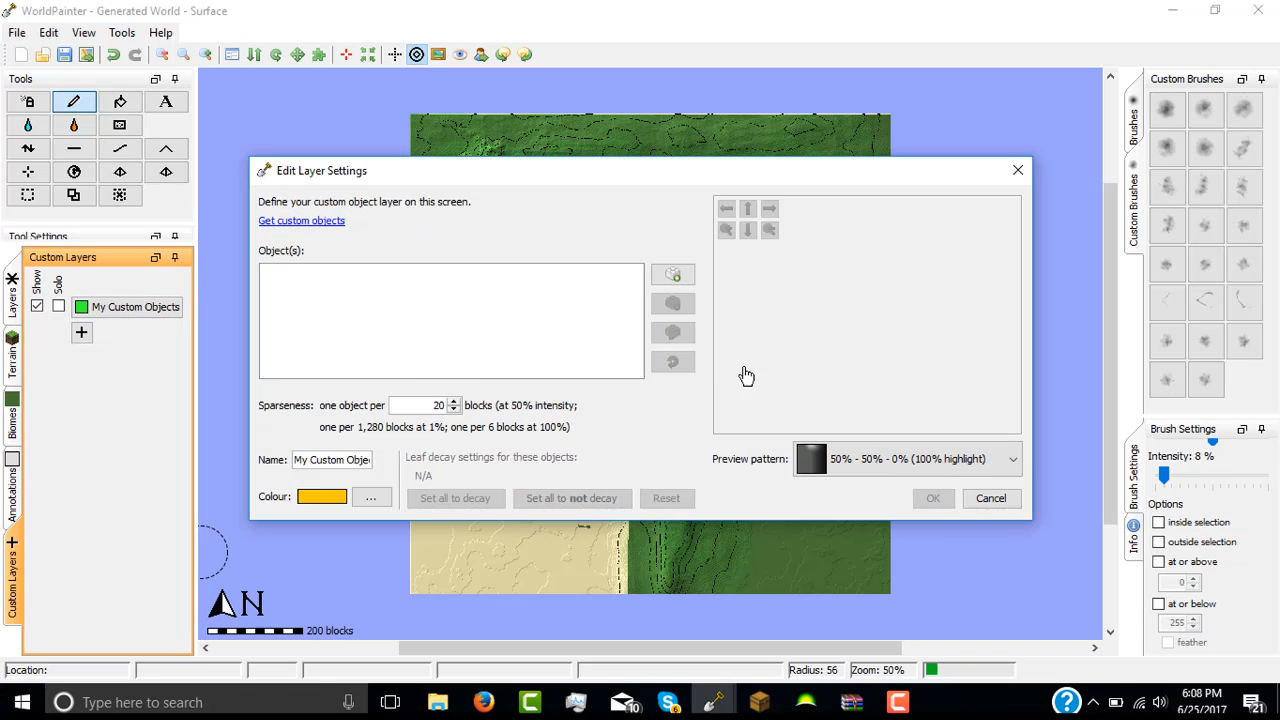 WorldPainter - Generated World - Surface
File Edit View Tools Help
Tools
A
Tool Settings
Custom Layers
Show
Solo
My Custom Objects
+
Layers
Terrain
Biomes
Annotations
Custom Layers
Edit Layer Settings
Define your custom object layer on this screen.
Get custom objects
Object(s):
Sparseness: one object per 20 blocks (at 50% intensity;
one per 1,280 blocks at 1%; one per 6 blocks at 100%)
Name: My Custom Obje
Leaf decay settings for these objects:
N/A
Colour: ...
Set all to decay
Set all to not decay
Reset
Preview pattern: 50% - 50% - 0% (100% highlight)
OK
Cancel
N
200 blocks
Custom Brushes
Brushes
Custom Brushes
Brush Settings
Brush Settings
Info
Intensity: 8 %
Options
inside selection
outside selection
at or above
0
at or below
255
feather
Location:
Radius: 56
Zoom: 50%
Type here to search
10
6
6:08 PM
6/25/2017
21